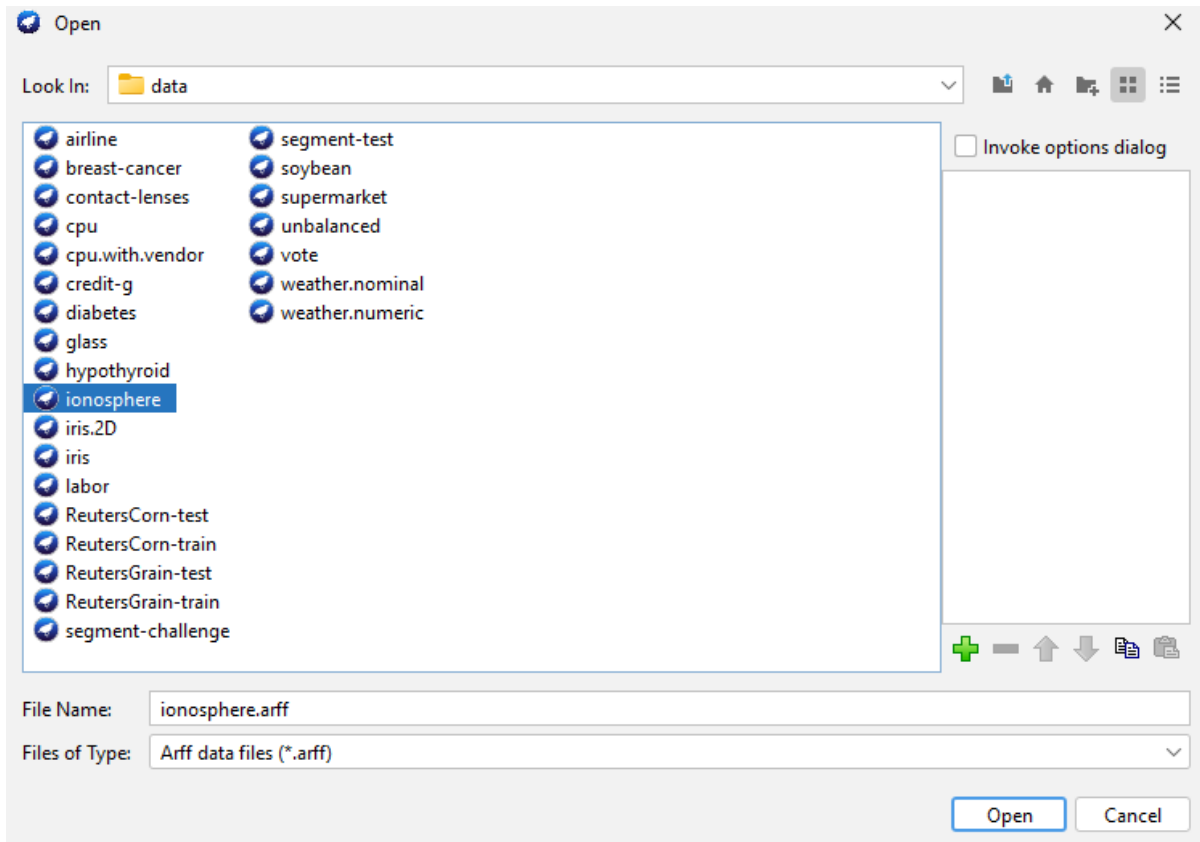 Open
Look In: data
airline
breast-cancer
contact-lenses
cpu
cpu.with.vendor
credit-g
diabetes
glass
hypothyroid
ionosphere
iris.2D
iris
labor
ReutersCorn-test
ReutersCorn-train
ReutersGrain-test
ReutersGrain-train
segment-challenge
segment-test
soybean
supermarket
unbalanced
vote
weather.nominal
weather.numeric
Invoke options dialog
File Name: ionosphere.arff
Files of Type: Arff data files (*.arff)
Open Cancel